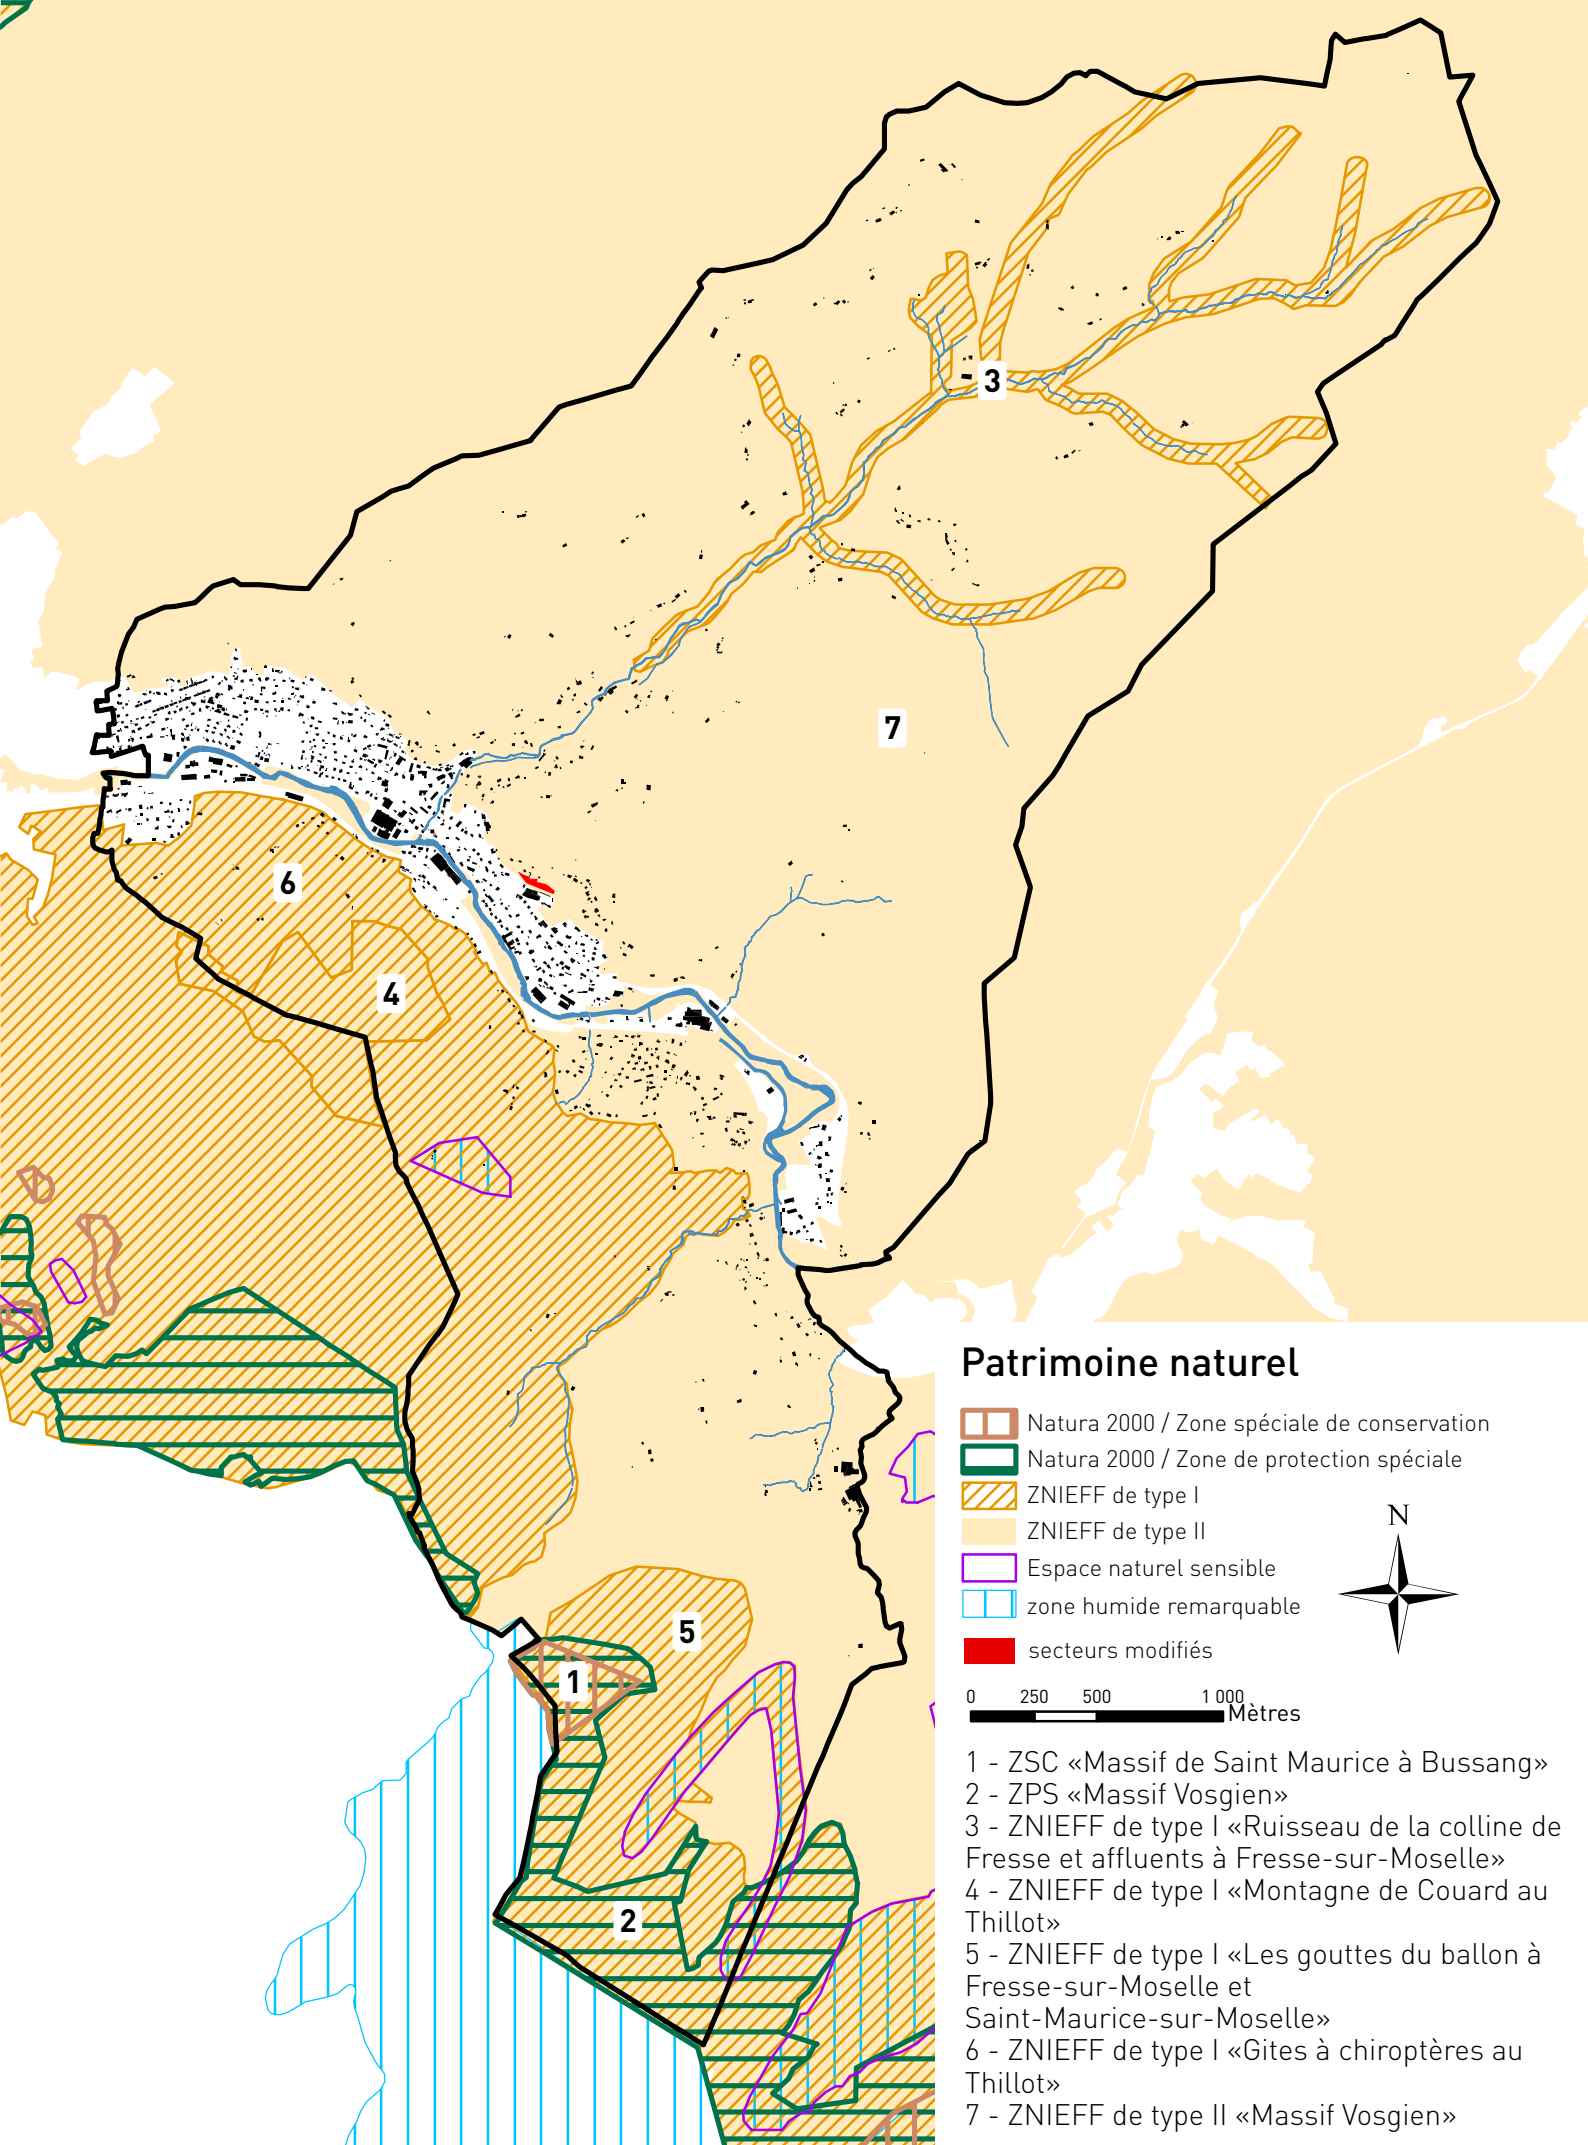 3
7
6
4
5
1
2
Patrimoine naturel
Natura 2000 / Zone spéciale de conservation
Natura 2000 / Zone de protection spéciale
ZNIEFF de type I
ZNIEFF de type II
Espace naturel sensible
zone humide remarquable
secteurs modifiés
N
0 250 500 1 000
Mètres
1 - ZSC «Massif de Saint Maurice à Bussang»
2 - ZPS «Massif Vosgien»
3 - ZNIEFF de type I «Ruisseau de la colline de
Fresse et affluents à Fresse-sur-Moselle»
4 - ZNIEFF de type I «Montagne de Couard au
Thillot»
5 - ZNIEFF de type I «Les gouttes du ballon à
Fresse-sur-Moselle et
Saint-Maurice-sur-Moselle»
6 - ZNIEFF de type I «Gites à chiroptères au
Thillot»
7 - ZNIEFF de type II «Massif Vosgien»